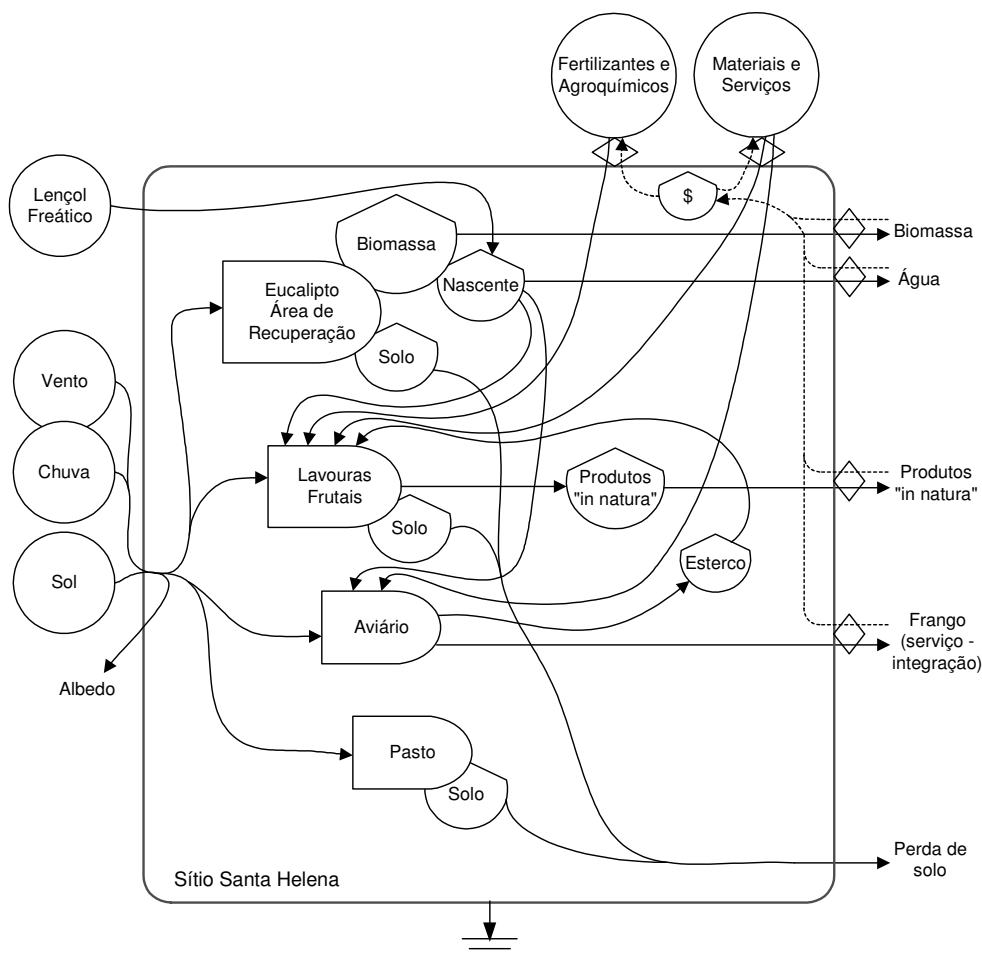 Fertilizantes e
Agroquímicos
Materiais e
Serviços
Lençol
Freático
$
Biomassa
Biomassa
Nascente
Água
Eucalipto
Área de
Recuperação
Solo
Vento
Chuva
Lavouras
Frutais
Produtos
"in natura"
Produtos
"in natura"
Solo
Sol
Esterco
Aviário
Frango
(serviço -
integração)
Albedo
Pasto
Solo
Perda de
solo
Sítio Santa Helena